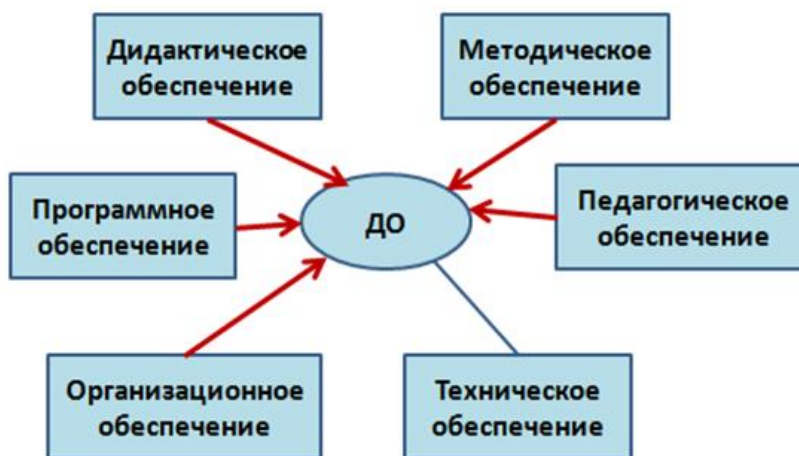 Дидактическое
обеспечение
Методическое
обеспечение
Программное
обеспечение
ДО
Педагогическое
обеспечение
Организационное
обеспечение
Техническое
обеспечение